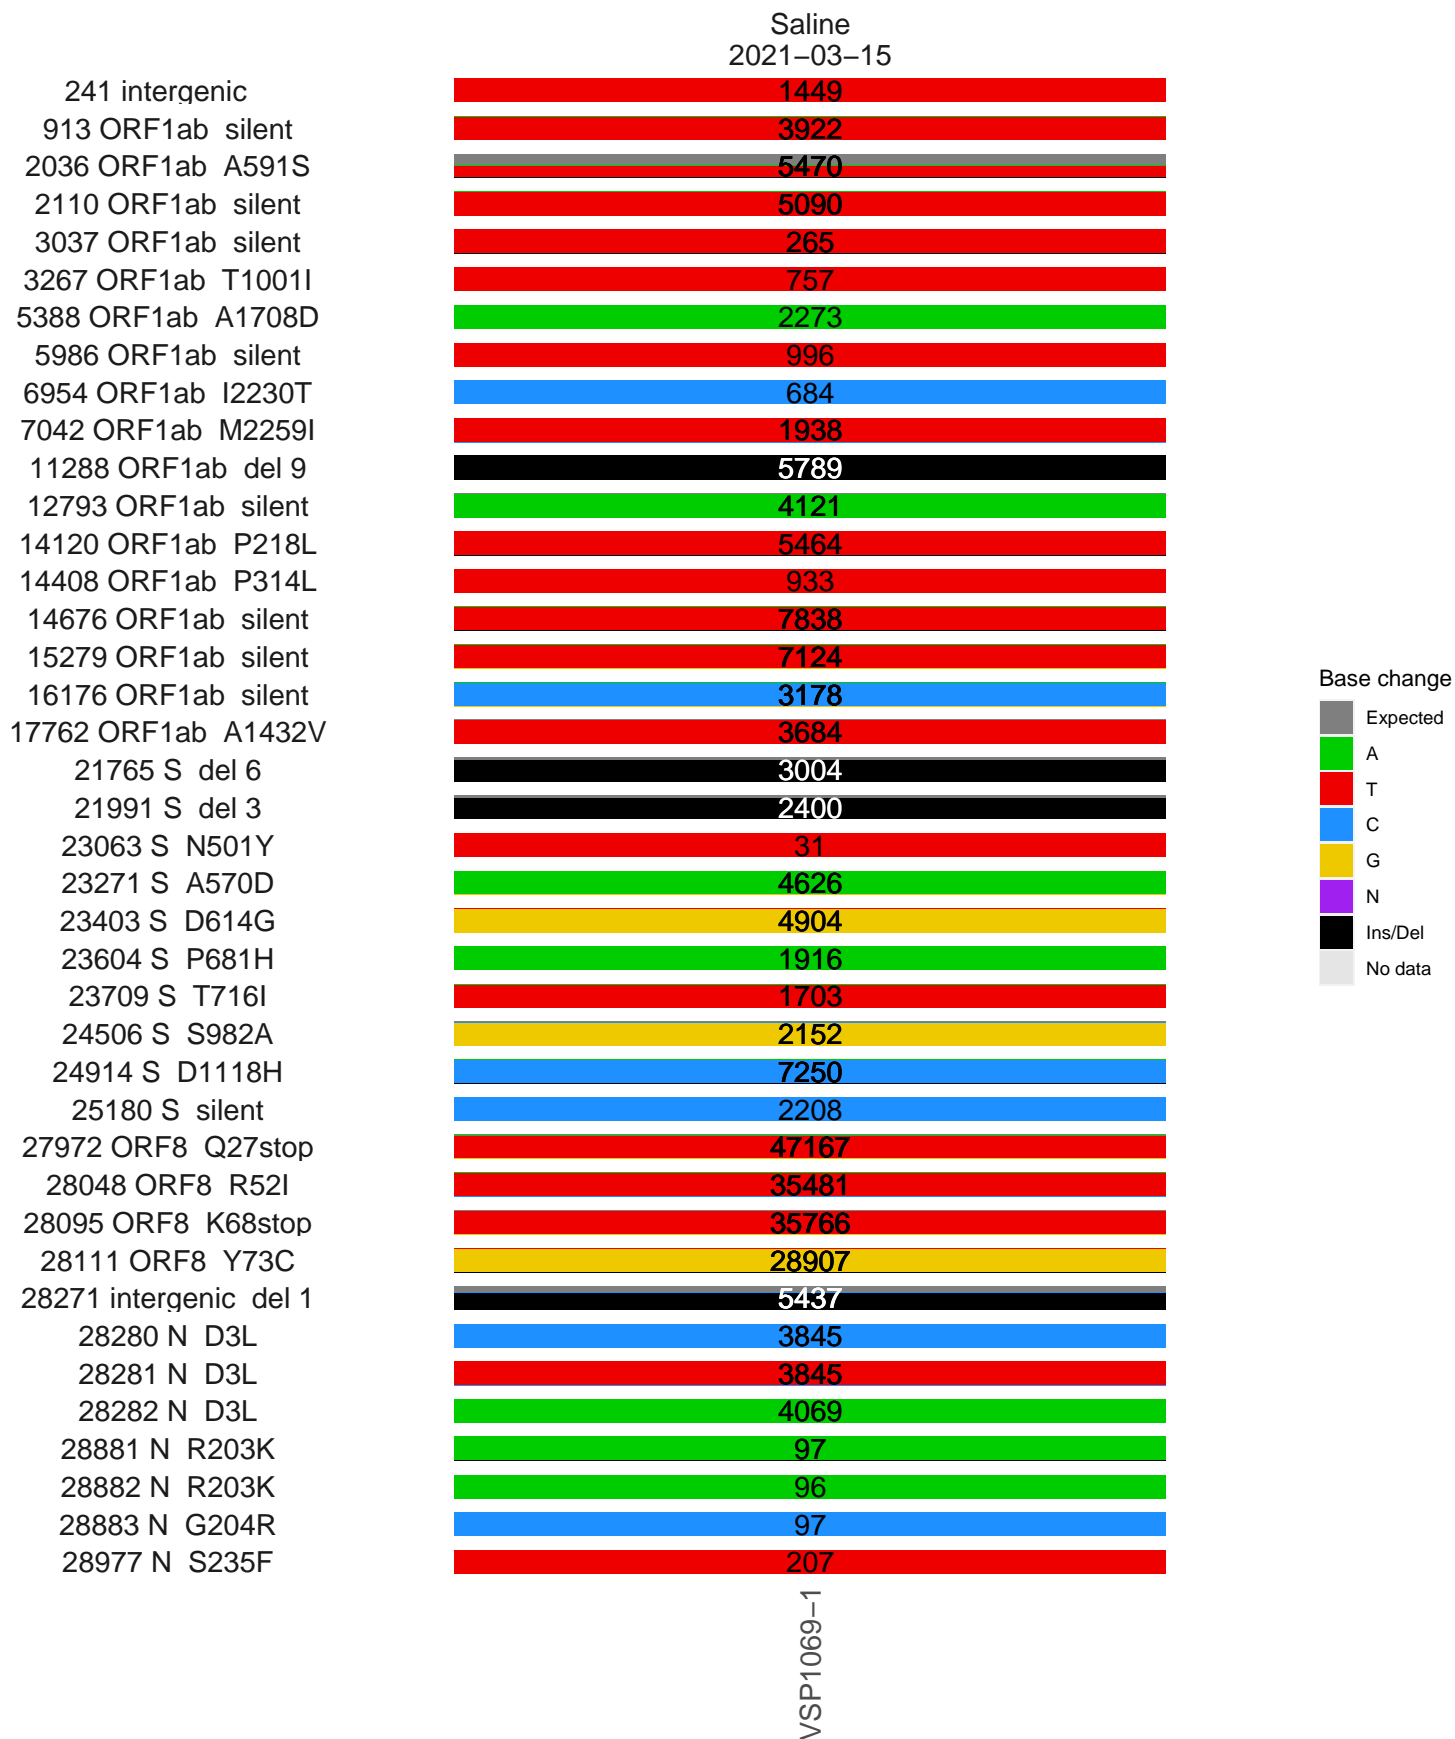 Saline
2021−03−15
241 intergenic 1449
913 ORF1ab silent 3922
2036 ORF1ab A591S 5470
2110 ORF1ab silent 5090
3037 ORF1ab silent 265
3267 ORF1ab T1001I 757
5388 ORF1ab A1708D 2273
5986 ORF1ab silent 996
6954 ORF1ab I2230T 684
7042 ORF1ab M2259I 1938
11288 ORF1ab del 9 5789
12793 ORF1ab silent 4121
14120 ORF1ab P218L 5464
14408 ORF1ab P314L 933
14676 ORF1ab silent 7838
15279 ORF1ab silent 7124
16176 ORF1ab silent 3178
17762 ORF1ab A1432V 3684
21765 S del 6 3004
21991 S del 3 2400
23063 S N501Y 31
23271 S A570D 4626
23403 S D614G 4904
23604 S P681H 1916
23709 S T716I 1703
24506 S S982A 2152
24914 S D1118H 7250
25180 S silent 2208
27972 ORF8 Q27stop 47167
28048 ORF8 R52I 35481
28095 ORF8 K68stop 35766
28111 ORF8 Y73C 28907
28271 intergenic del 1 5437
28280 N D3L 3845
28281 N D3L 3845
28282 N D3L 4069
28881 N R203K 97
28882 N R203K 96
28883 N G204R 97
28977 N S235F 207
VSP1069−1
Base change
Expected
A
T
C
G
N
Ins/Del
No data